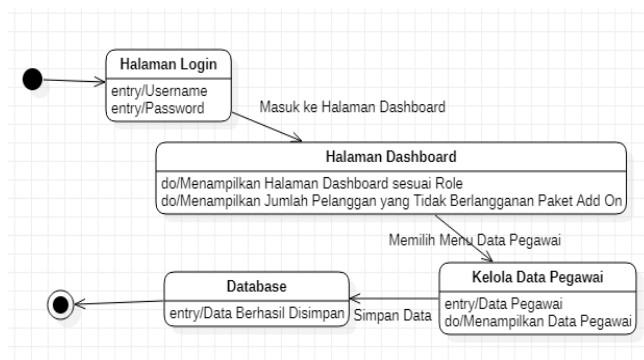 Halaman Login
entry/Username
entry/Password
Masuk ke Halaman Dashboard
Halaman Dashboard
do/Menampilkan Halaman Dashboard sesuai Role
do/Menampilkan Jumlah Pelanggan yang Tidak Berlangganan Paket Add On
Memilih Menu Data Pegawai
Kelola Data Pegawai
entry/Data Pegawai
do/Menampilkan Data Pegawai
Simpan Data
Database
entry/Data Berhasil Disimpan